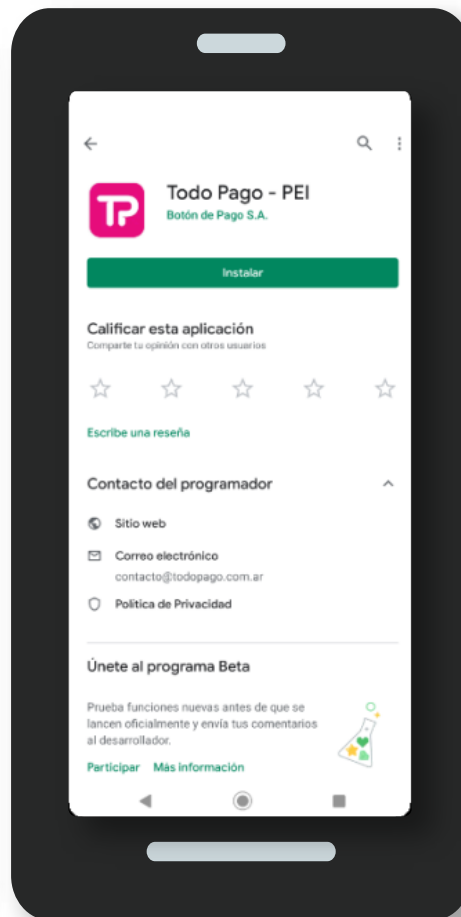 TP
Todo Pago - PEI
Botón de Pago S.A.
Instalar
Calificar esta aplicación
Comparte tu opinión con otros usuarios
Escribe una reseña
Contacto del programador
Sitio web
Correo electrónico
contacto@todopago.com.ar
Política de Privacidad
Únete al programa Beta
Prueba funciones nuevas antes de que se
lancen oficialmente y envía tus comentarios
al desarrollador.
Participar Más información